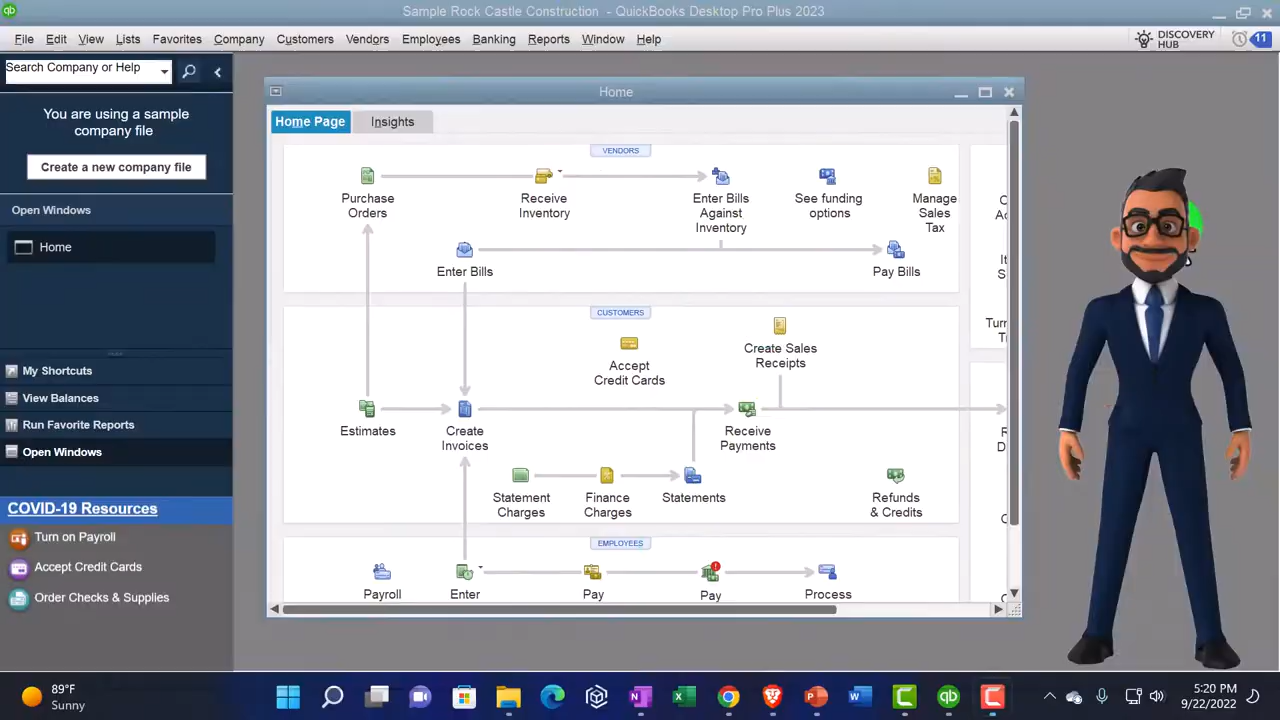 Sample Rock Castle Construction - QuickBooks Desktop Pro Plus 2023
File Edit View Lists Favorites Company Customers Vendors Employees Banking Reports Window Help
DISCOVERY
HUB
11
Search Company or Help
You are using a sample
company file
Create a new company file
Open Windows
Home
My Shortcuts
View Balances
Run Favorite Reports
Open Windows
COVID-19 Resources
Turn on Payroll
Accept Credit Cards
Order Checks & Supplies
Home
Home Page
Insights
VENDORS
Purchase
Orders
Receive
Inventory
Enter Bills
Against
Inventory
See funding
options
Manage
Sales
Tax
Enter Bills
Pay Bills
CUSTOMERS
Accept
Credit Cards
Create Sales
Receipts
Estimates
Create
Invoices
Receive
Payments
Statement
Charges
Finance
Charges
Statements
Refunds
& Credits
EMPLOYEES
Payroll
Enter
Pay
Pay
Process
Turn
89°F
Sunny
5:20 PM
9/22/2022